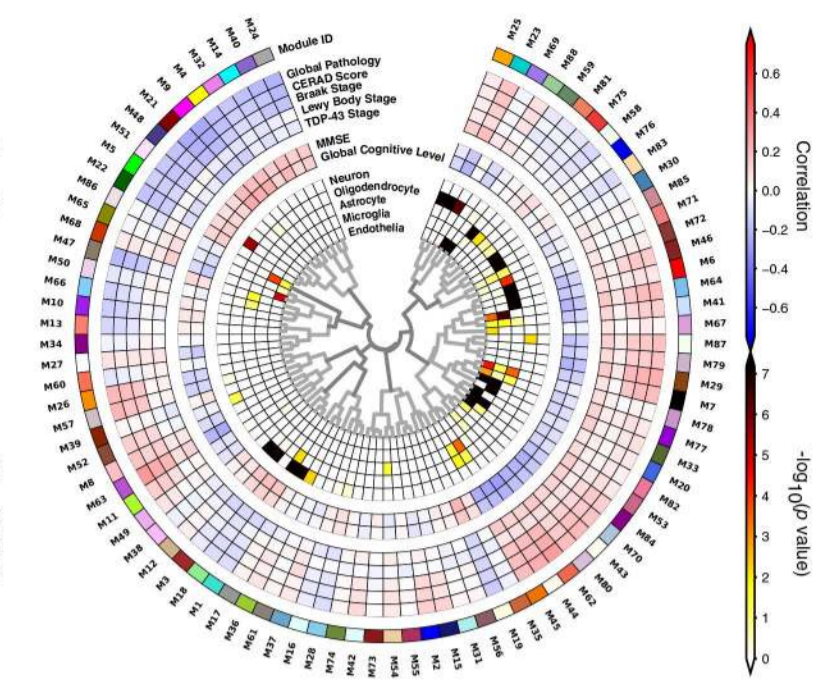 M25
M23
M69
M88
M59
M81
M75
M58
M76
M83
M30
M85
M71
M72
M46
M6
M64
M41
M67
M87
M79
M29
M7
M78
M77
M33
M20
M82
M53
M84
M70
M43
M80
M62
M44
M45
M35
M19
M56
M31
M15
M2
M55
M54
M73
M42
M74
M28
M16
M37
M61
M36
M17
M1
M18
M3
M12
M38
M49
M11
M63
M8
M52
M39
M57
M26
M60
M27
M34
M13
M10
M66
M50
M47
M68
M65
M86
M22
M5
M51
M48
M21
M9
M4
M32
M14
M40
M24
Module ID
Global Pathology
CERAD Score
Braak Stage
Lewy Body Stage
TDP-43 Stage
MMSE
Global Cognitive Level
Neuron
Oligodendrocyte
Astrocyte
Microglia
Endothelia
0.6
0.4
0.2
0.0
−0.2
−0.4
−0.6
Correlation
7
6
5
4
3
2
1
0
-log10(p value)